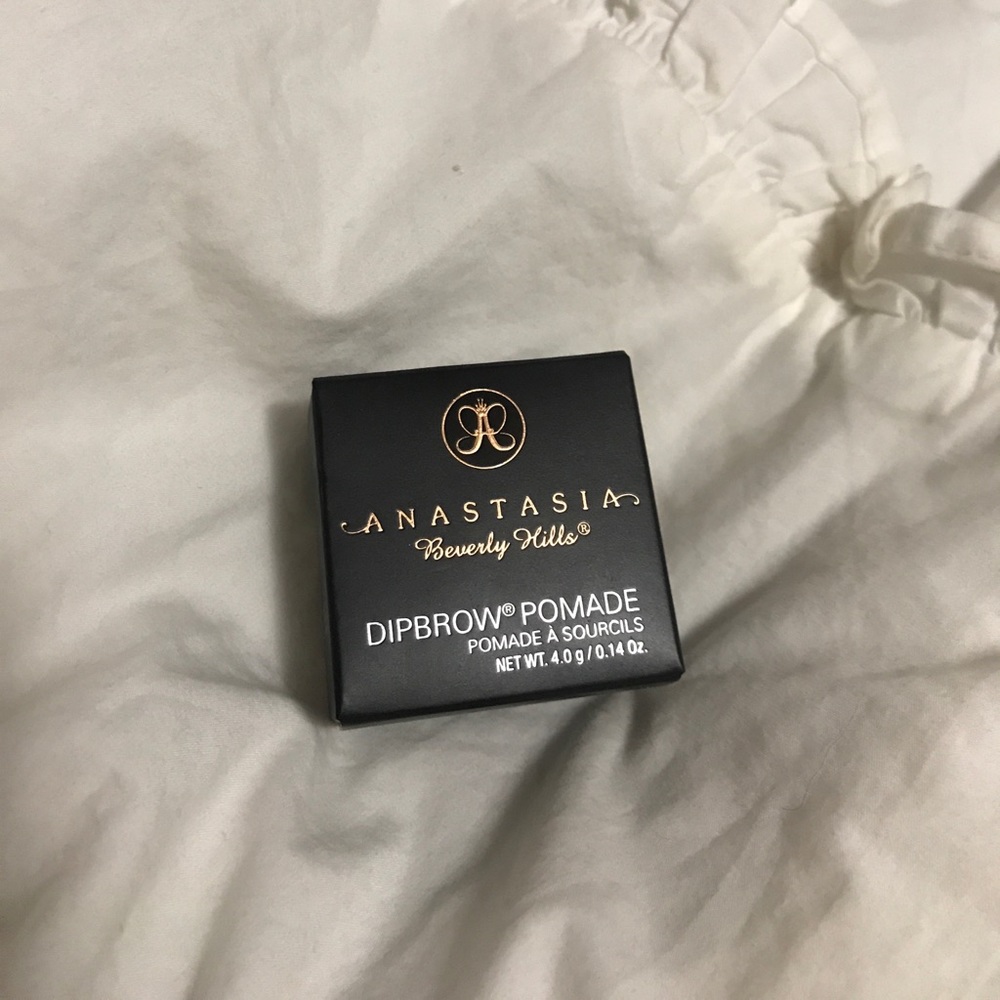 A
ANASTASIA
Beverly Hills®
DIPBROW® POMADE
POMADE À SOURCILS
NET WT. 4.0 g / 0.14 Oz.